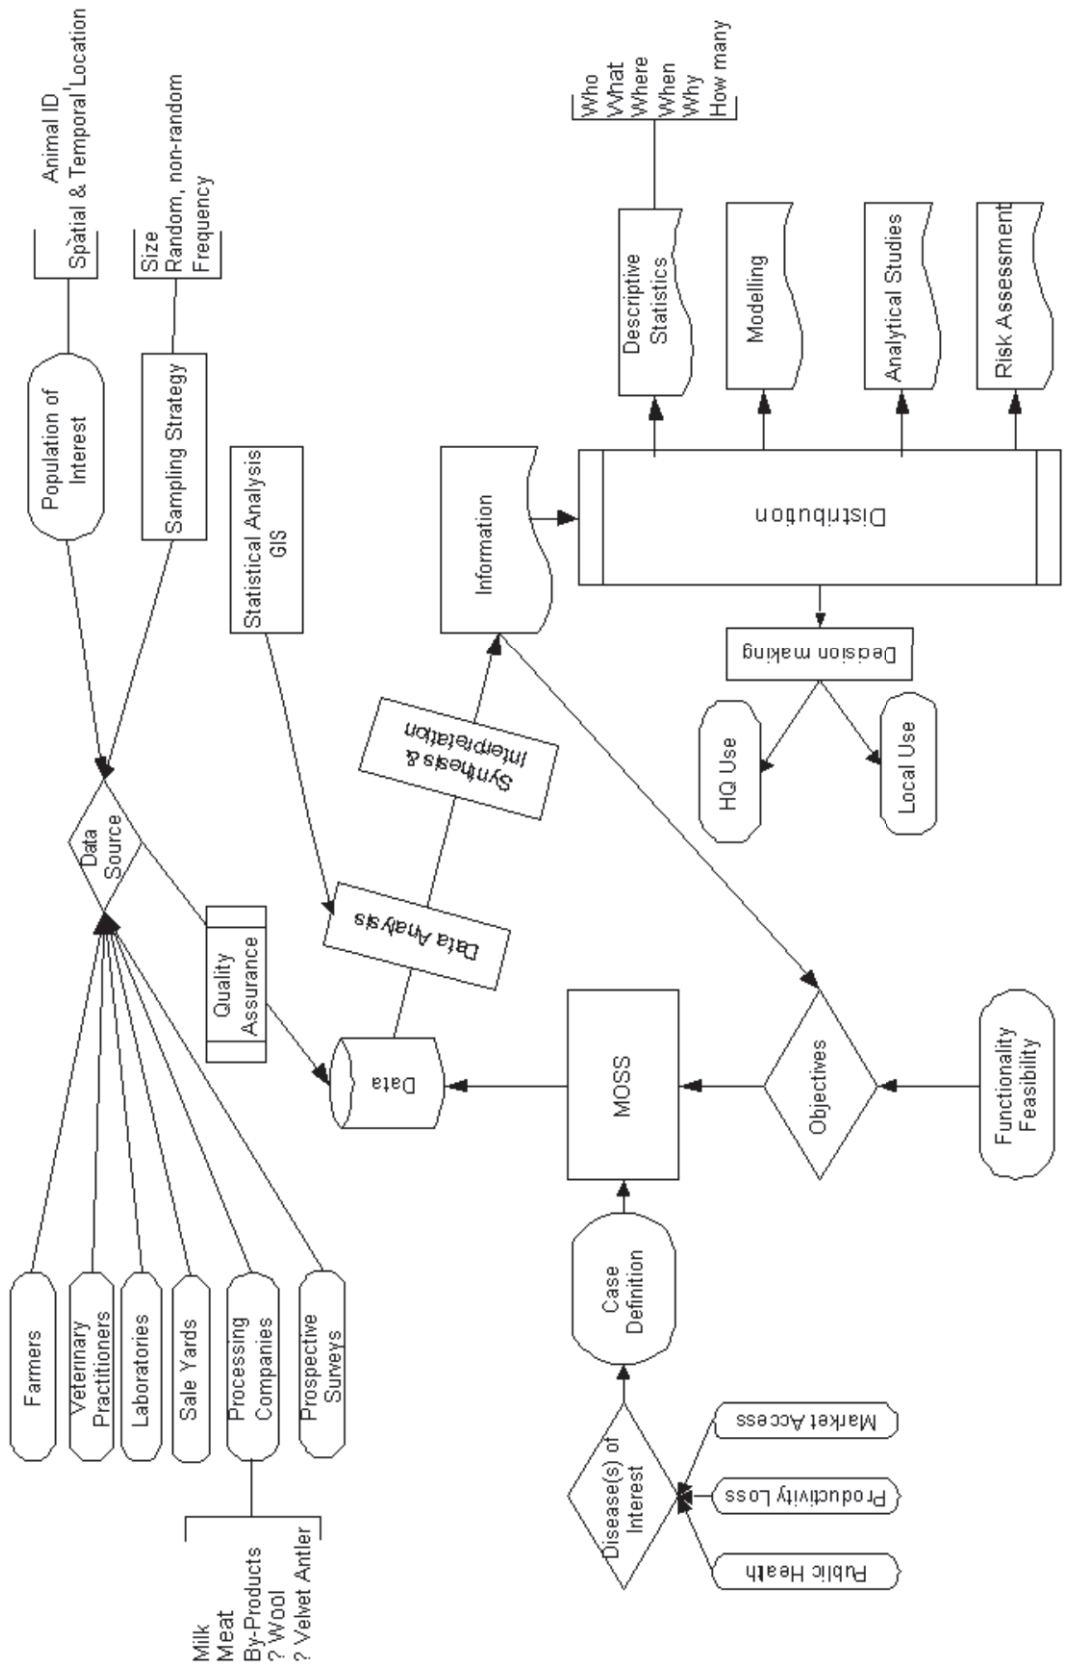 Milk
Meat
By-Products
? Wool
? Velvet Antler
Farmers
Veterinary
Practitioners
Laboratories
Sale Yards
Processing
Companies
Prospective
Surveys
Data
Source
Population of
Interest
Animal ID
Spatial & Temporal Location
Sampling Strategy
Size
Random, non-random
Frequency
Quality
Assurance
Statistical Analysis
GIS
Data
Data Analysis
Synthesis &
Interpretation
Information
Disease(s) of
Interest
Public Health
Productivity Loss
Market Access
Case
Definition
MOSS
Objectives
Functionality
Feasibility
Distribution
Decision making
HQ Use
Local Use
Descriptive
Statistics
Who
What
Where
When
Why
How many
Modelling
Analytical Studies
Risk Assessment